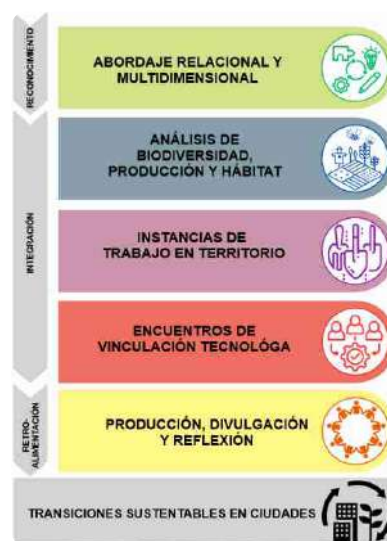 RECONOCIMIENTO
ABORDAJE RELACIONAL Y
MULTIDIMENSIONAL
INTEGRACIÓN
ANÁLISIS DE
BIODIVERSIDAD,
PRODUCCIÓN Y HÁBITAT
INSTANCIAS DE
TRABAJO EN TERRITORIO
ENCUENTROS DE
VINCULACIÓN TECNOLÓGA
RETRO-
ALIMENTACIÓN
PRODUCCIÓN, DIVULGACIÓN
Y REFLEXIÓN
TRANSICIONES SUSTENTABLES EN CIUDADES